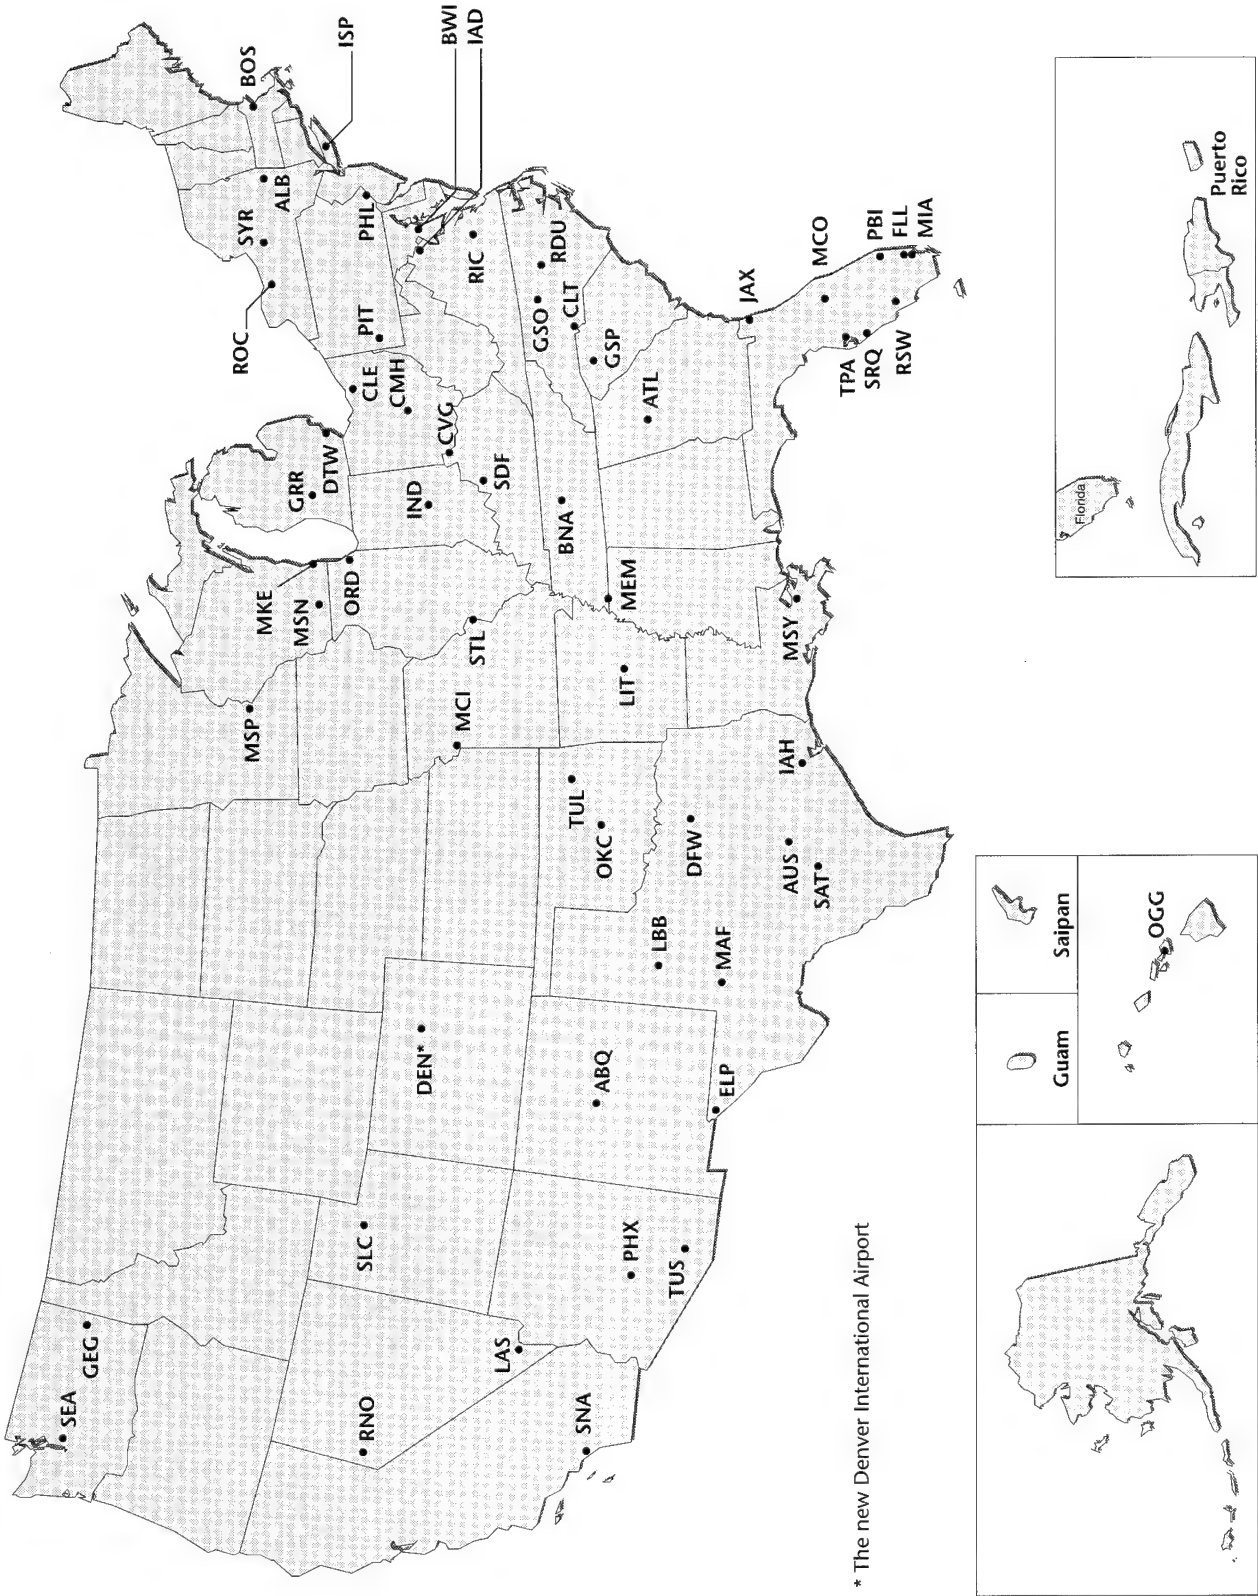 SEA
GEG
MSP
MKE
MSN
GRR
DTW
ROC
SYR
ALB
BOS
ISP
BWI
IAD
RNO
SLC
DEN*
ORD
CLE
PIT
PHL
CMH
IND
CVG
SDF
RIC
MCI
STL
LAS
SNA
PHX
TUS
ABQ
ELP
TUL
OKC
LBB
MAF
DFW
AUS
SAT
IAH
LIT
MEM
BNA
MSY
GSO
RDU
CLT
GSP
ATL
JAX
MCO
TPA
SRQ
RSW
PBI
FLL
MIA
* The new Denver International Airport
Guam
Saipan
OGG
Florida
Puerto
Rico